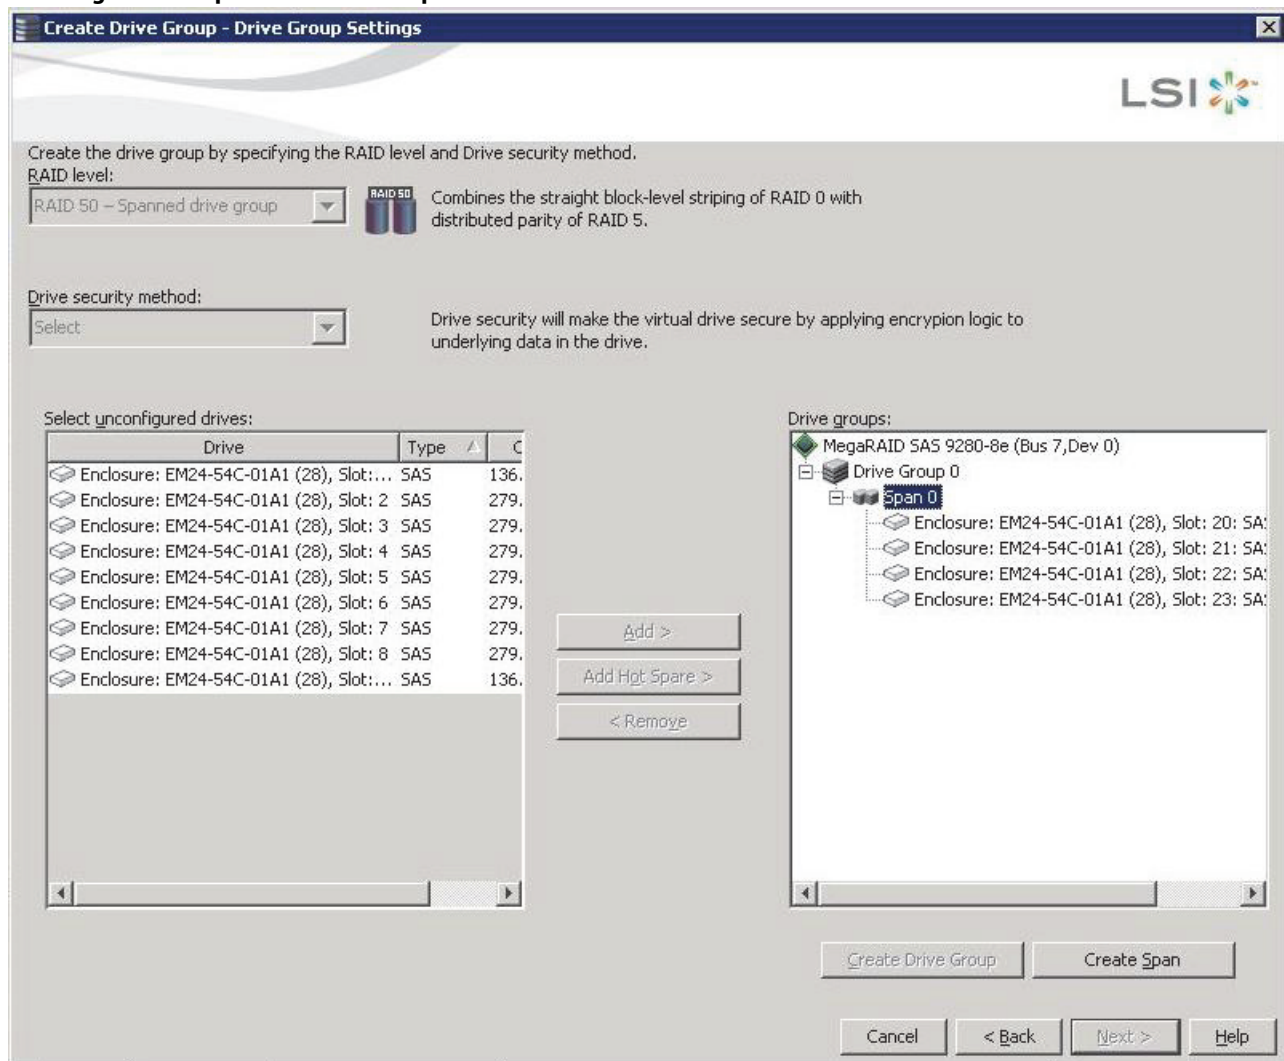 Create Drive Group - Drive Group Settings
LSI
Create the drive group by specifying the RAID level and Drive security method.
RAID level:
RAID 50 – Spanned drive group
RAID 50
Combines the straight block-level striping of RAID 0 with
distributed parity of RAID 5.
Drive security method:
Select
Drive security will make the virtual drive secure by applying encrypion logic to
underlying data in the drive.
Select unconfigured drives:
Drive Type C
Enclosure: EM24-54C-01A1 (28), Slot:... SAS 136.
Enclosure: EM24-54C-01A1 (28), Slot: 2 SAS 279.
Enclosure: EM24-54C-01A1 (28), Slot: 3 SAS 279.
Enclosure: EM24-54C-01A1 (28), Slot: 4 SAS 279.
Enclosure: EM24-54C-01A1 (28), Slot: 5 SAS 279.
Enclosure: EM24-54C-01A1 (28), Slot: 6 SAS 279.
Enclosure: EM24-54C-01A1 (28), Slot: 7 SAS 279.
Enclosure: EM24-54C-01A1 (28), Slot: 8 SAS 279.
Enclosure: EM24-54C-01A1 (28), Slot:... SAS 136.
Add >
Add Hot Spare >
< Remove
Drive groups:
MegaRAID SAS 9280-8e (Bus 7,Dev 0)
Drive Group 0
Span 0
Enclosure: EM24-54C-01A1 (28), Slot: 20: SA
Enclosure: EM24-54C-01A1 (28), Slot: 21: SA
Enclosure: EM24-54C-01A1 (28), Slot: 22: SA
Enclosure: EM24-54C-01A1 (28), Slot: 23: SA
Create Drive Group
Create Span
Cancel
< Back
Next >
Help